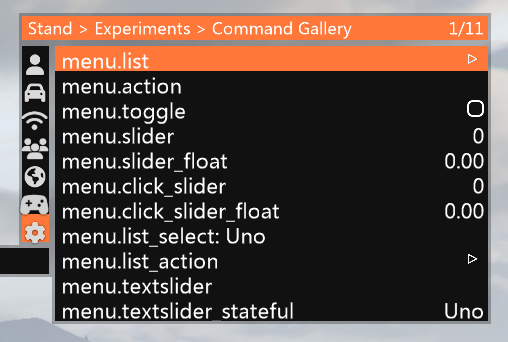 Stand > Experiments > Command Gallery 1/11
menu.list
menu.action
menu.toggle
menu.slider 0
menu.slider_float 0.00
menu.click_slider 0
menu.click_slider_float 0.00
menu.list_select: Uno
menu.list_action
menu.textslider
menu.textslider_stateful Uno